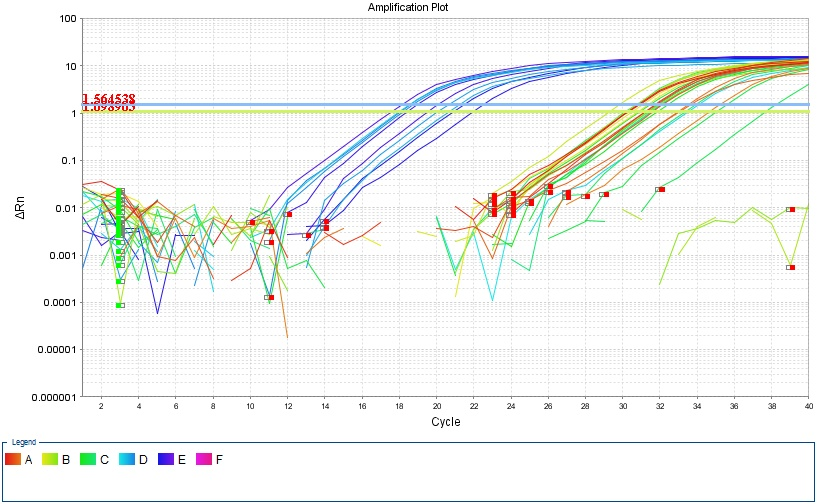 Amplification Plot
100
10
1
0.1
0.01
0.001
0.0001
0.00001
0.000001
ΔRn
1.564538
1.098965
2 4 6 8 10 12 14 16 18 20 22 24 26 28 30 32 34 36 38 40
Cycle
Legend
A B C D E F